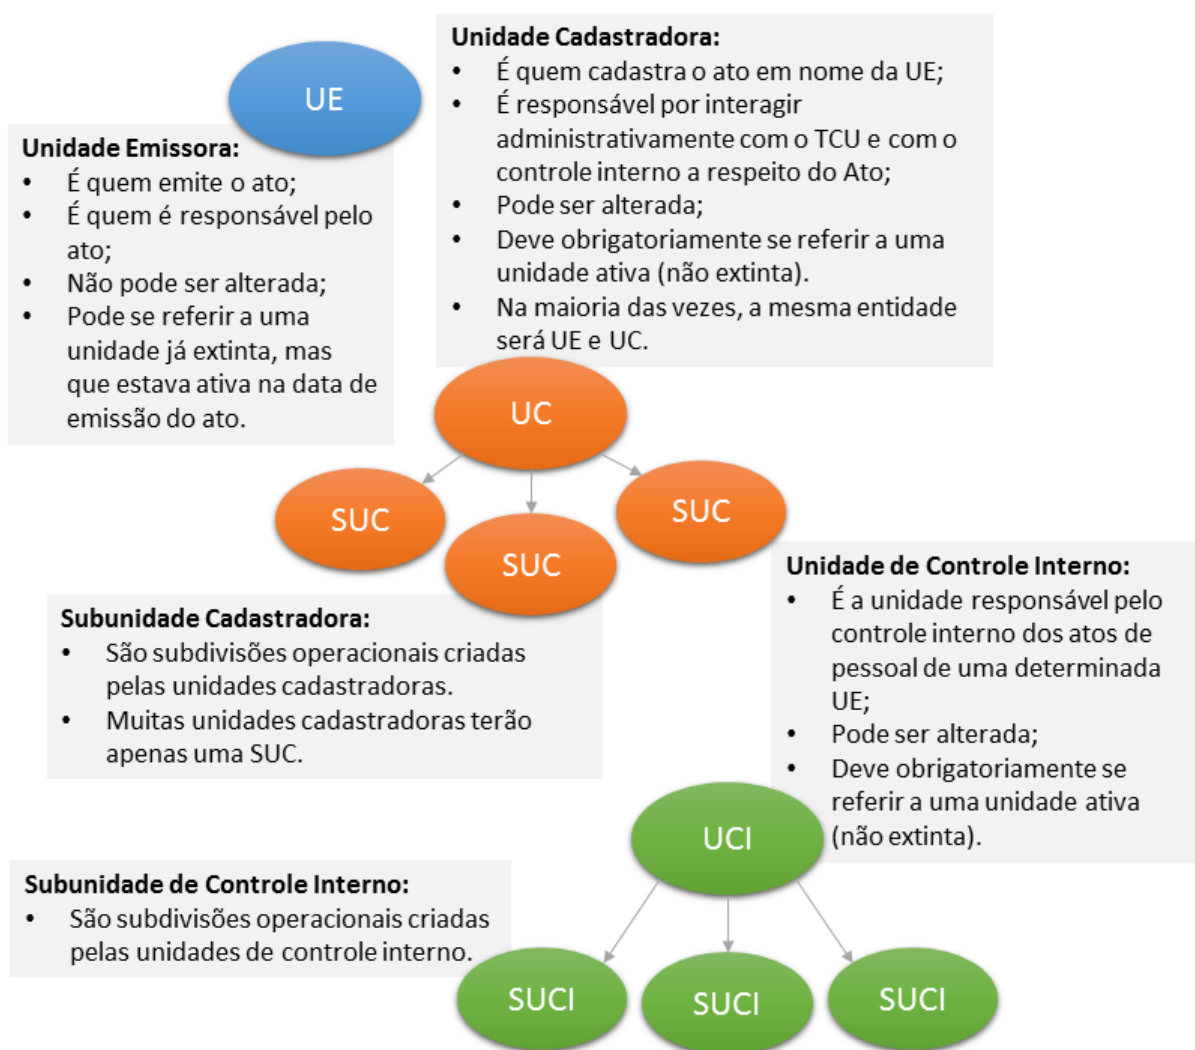 UE
Unidade Emissora:
• É quem emite o ato;
• É quem é responsável pelo
ato;
• Não pode ser alterada;
• Pode se referir a uma
unidade já extinta, mas
que estava ativa na data de
emissão do ato.
Unidade Cadastradora:
• É quem cadastra o ato em nome da UE;
• É responsável por interagir
administrativamente com o TCU e com o
controle interno a respeito do Ato;
• Pode ser alterada;
• Deve obrigatoriamente se referir a uma
unidade ativa (não extinta).
• Na maioria das vezes, a mesma entidade
será UE e UC.
UC
SUC
SUC
SUC
Subunidade Cadastradora:
• São subdivisões operacionais criadas
pelas unidades cadastradoras.
• Muitas unidades cadastradoras terão
apenas uma SUC.
Unidade de Controle Interno:
• É a unidade responsável pelo
controle interno dos atos de
pessoal de uma determinada
UE;
• Pode ser alterada;
• Deve obrigatoriamente se
referir a uma unidade ativa
(não extinta).
UCI
Subunidade de Controle Interno:
• São subdivisões operacionais criadas
pelas unidades de controle interno.
SUCI
SUCI
SUCI